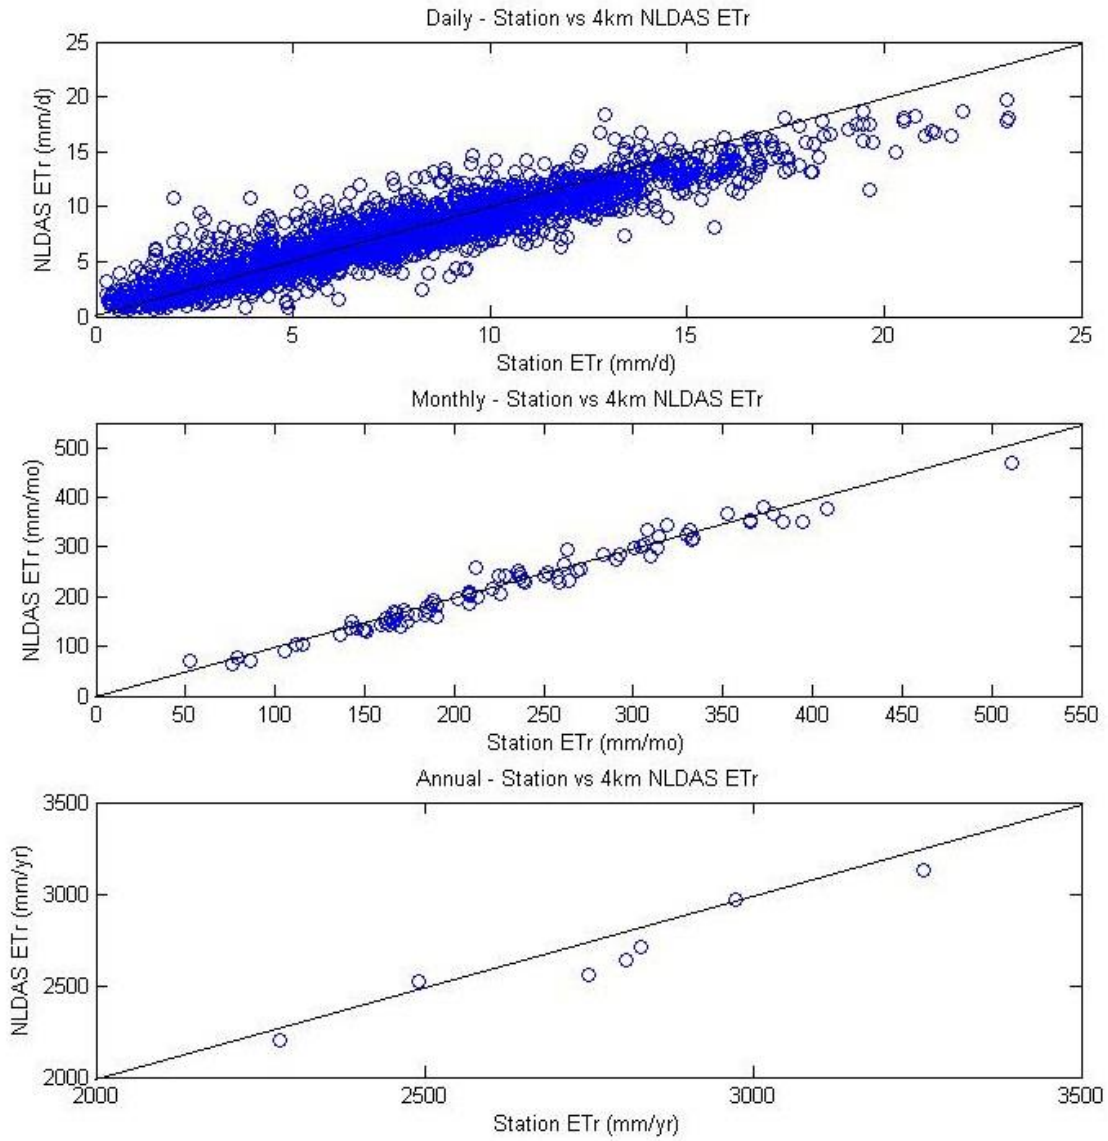 Daily - Station vs 4km NLDAS ETr
25
20
15
10
5
0
NLDAS ETr (mm/d)
0 5 10 15 20 25
Station ETr (mm/d)
Monthly - Station vs 4km NLDAS ETr
500
400
300
200
100
0
NLDAS ETr (mm/mo)
0 50 100 150 200 250 300 350 400 450 500 550
Station ETr (mm/mo)
Annual - Station vs 4km NLDAS ETr
3500
3000
2500
2000
NLDAS ETr (mm/yr)
2000 2500 3000 3500
Station ETr (mm/yr)